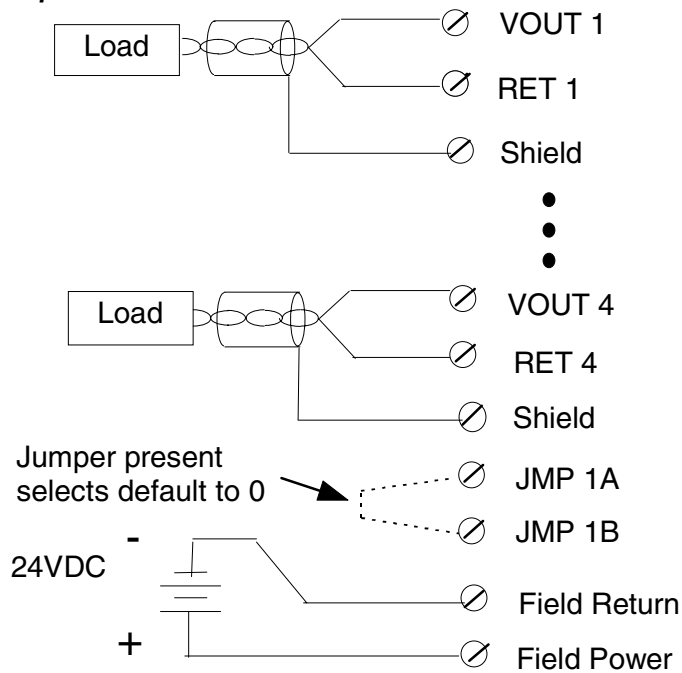 Load
VOUT 1
RET 1
Shield
Load
VOUT 4
RET 4
Shield
Jumper present
selects default to 0
JMP 1A
JMP 1B
-
24VDC
+
Field Return
Field Power